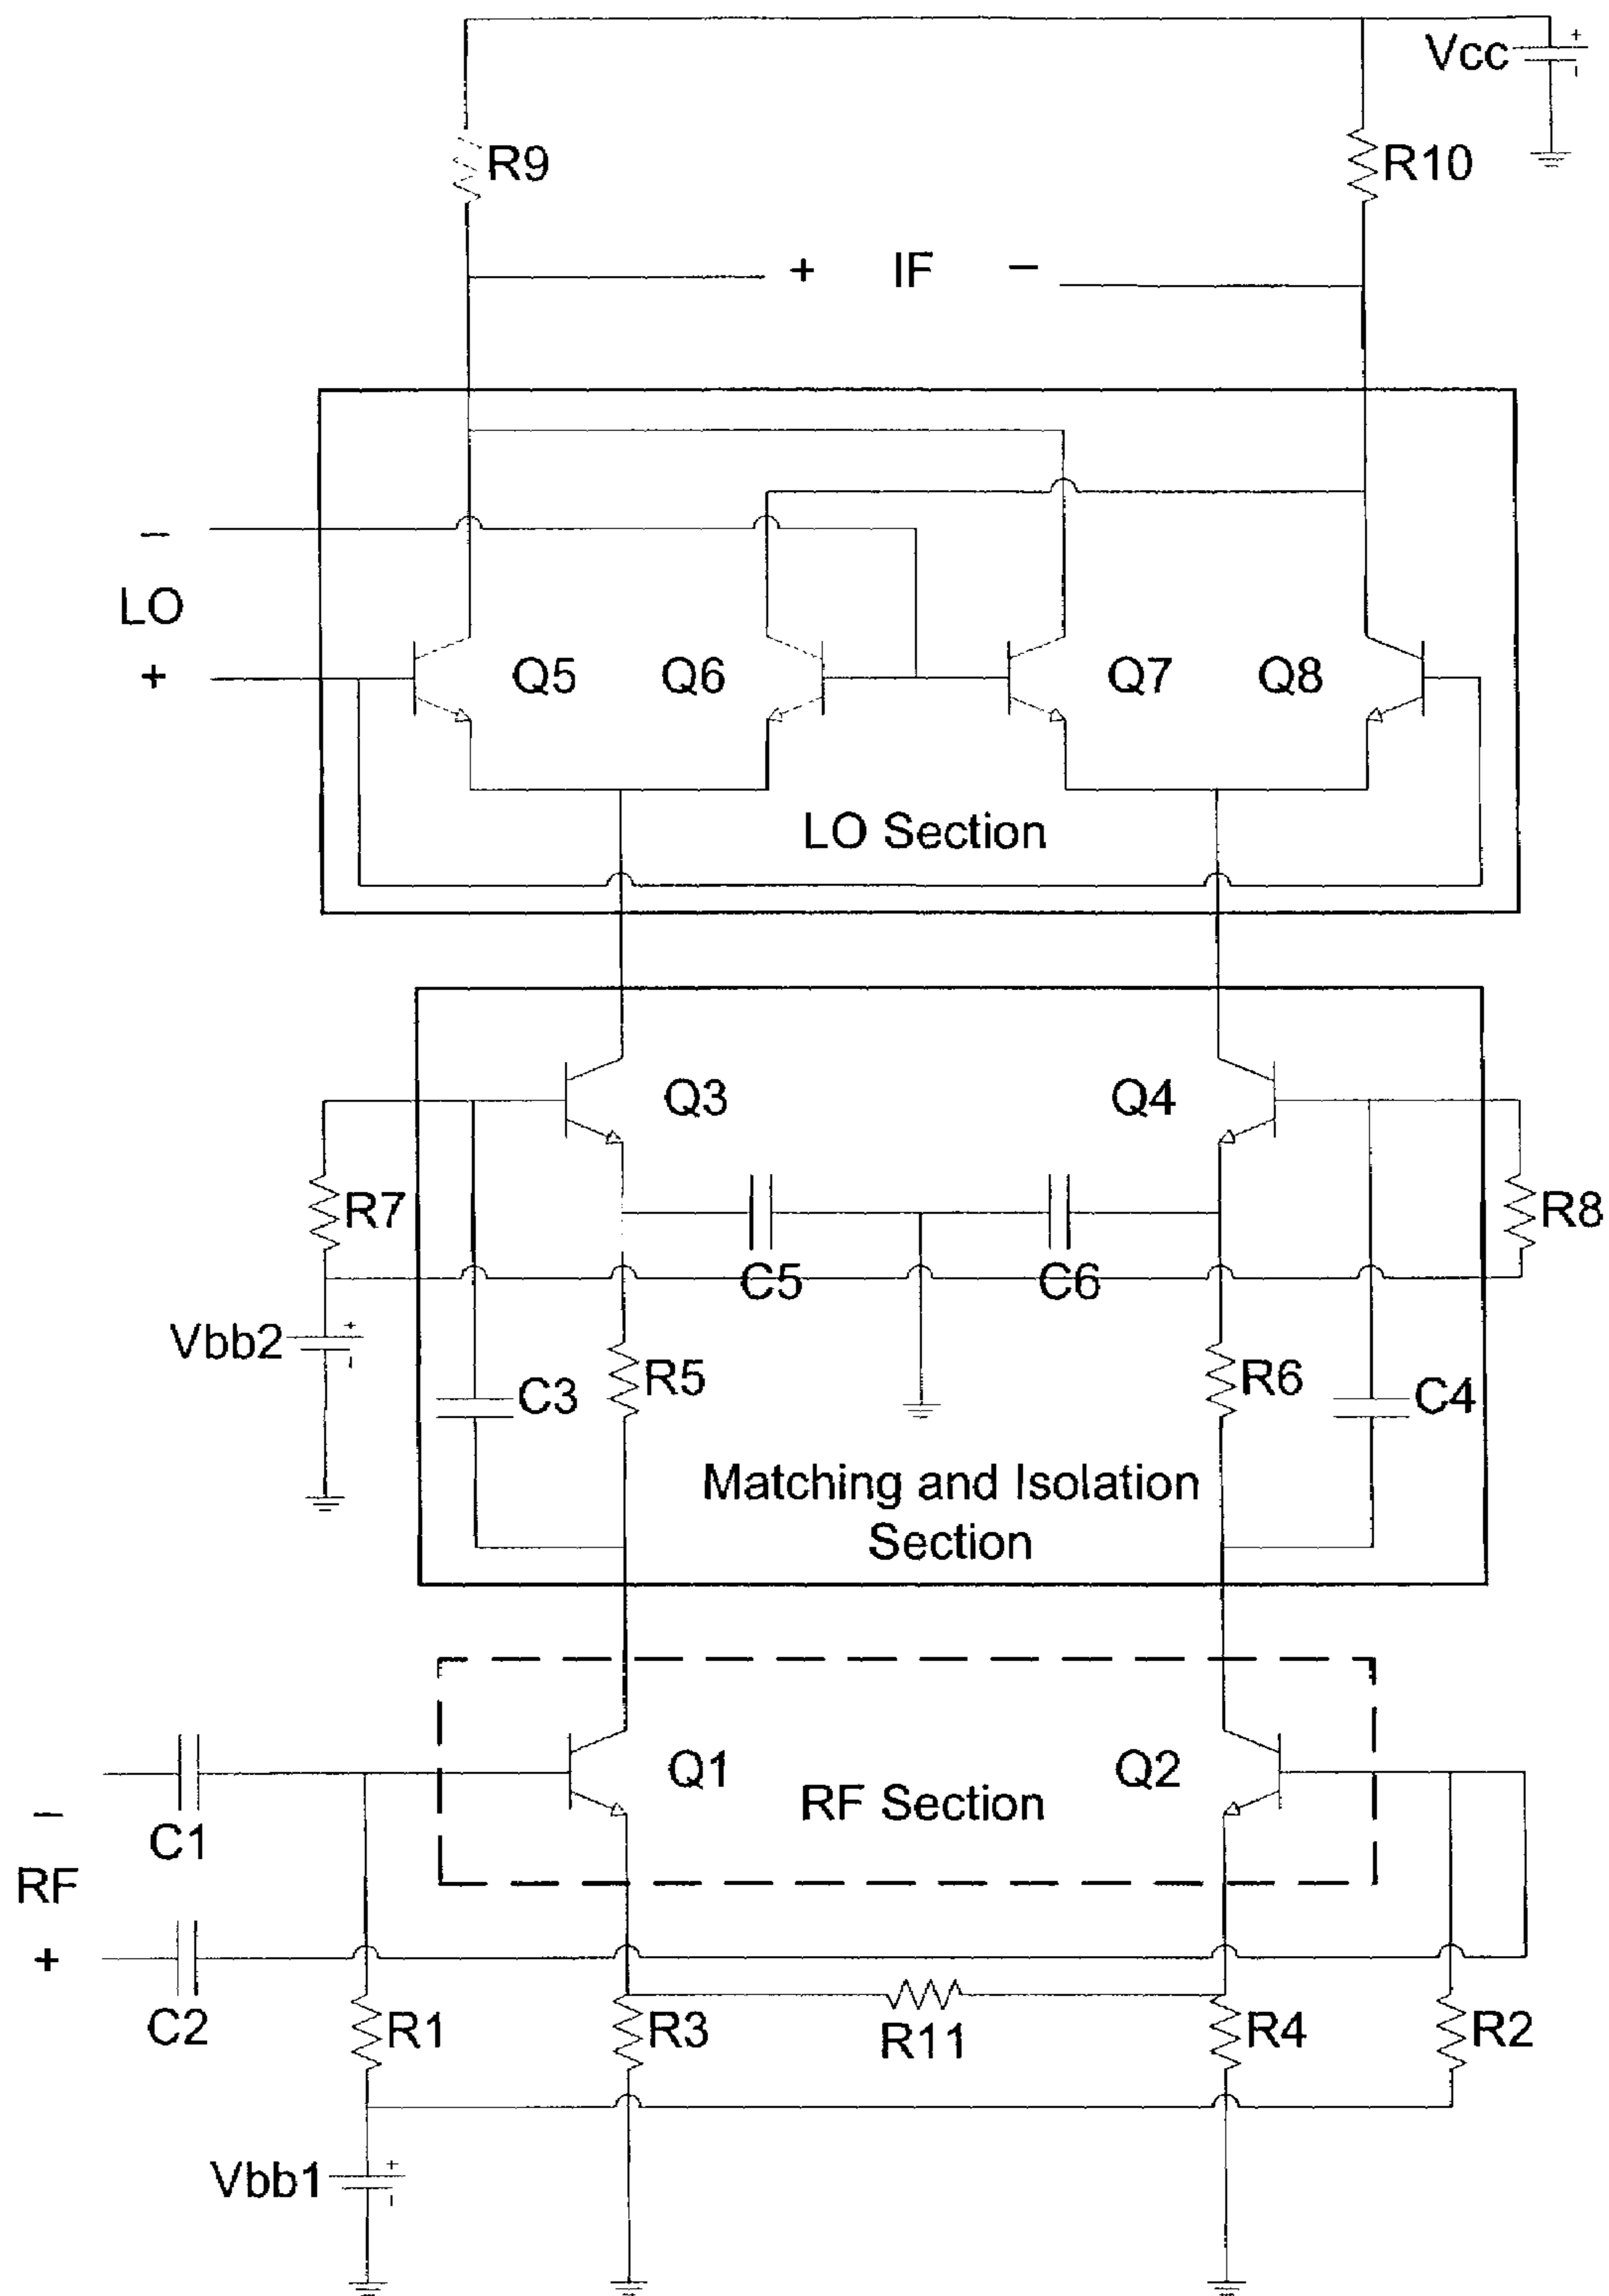 Vcc
+
-
R9
R10
+ IF –
–
LO
+
Q5
Q6
Q7
Q8
LO Section
Q3
Q4
R7
R8
C5
C6
Vbb2
+
-
C3
R5
R6
C4
Matching and Isolation
Section
Q1
Q2
RF Section
–
C1
RF
+
C2
R1
R3
R11
R4
R2
Vbb1
+
-